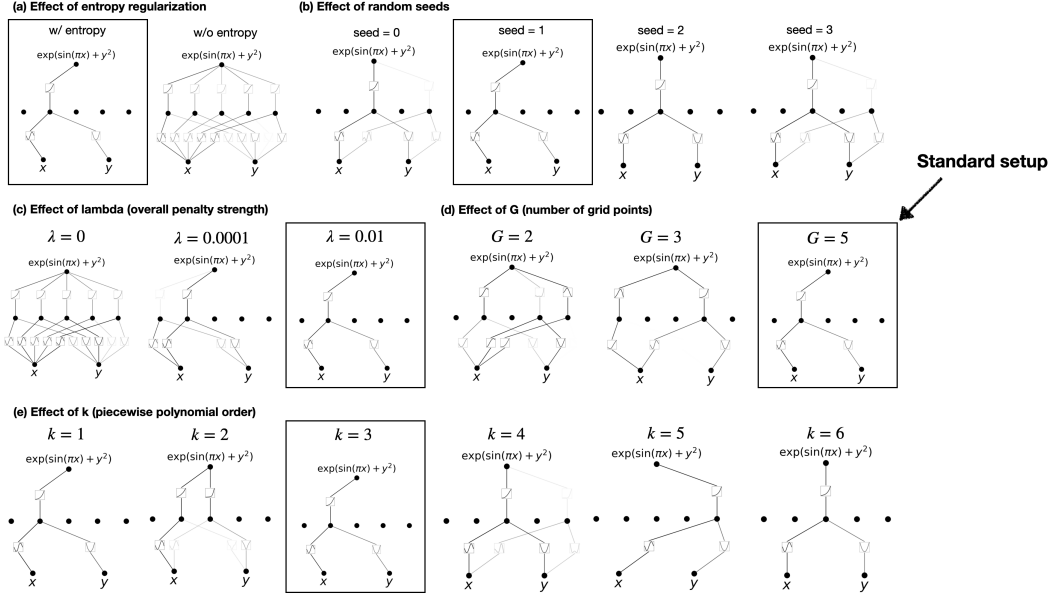 (a) Effect of entropy regularization
(b) Effect of random seeds
w/ entropy
exp(sin(πx) + y²)
x
y
w/o entropy
exp(sin(πx) + y²)
x
y
seed = 0
exp(sin(πx) + y²)
x
y
seed = 1
exp(sin(πx) + y²)
x
y
seed = 2
exp(sin(πx) + y²)
x
y
seed = 3
exp(sin(πx) + y²)
x
y
Standard setup
(c) Effect of lambda (overall penalty strength)
λ = 0
exp(sin(πx) + y²)
x
y
λ = 0.0001
exp(sin(πx) + y²)
x
y
λ = 0.01
exp(sin(πx) + y²)
x
y
(d) Effect of G (number of grid points)
G = 2
exp(sin(πx) + y²)
x
y
G = 3
exp(sin(πx) + y²)
x
y
G = 5
exp(sin(πx) + y²)
x
y
(e) Effect of k (piecewise polynomial order)
k = 1
exp(sin(πx) + y²)
x
y
k = 2
exp(sin(πx) + y²)
x
y
k = 3
exp(sin(πx) + y²)
x
y
k = 4
exp(sin(πx) + y²)
x
y
k = 5
exp(sin(πx) + y²)
x
y
k = 6
exp(sin(πx) + y²)
x
y